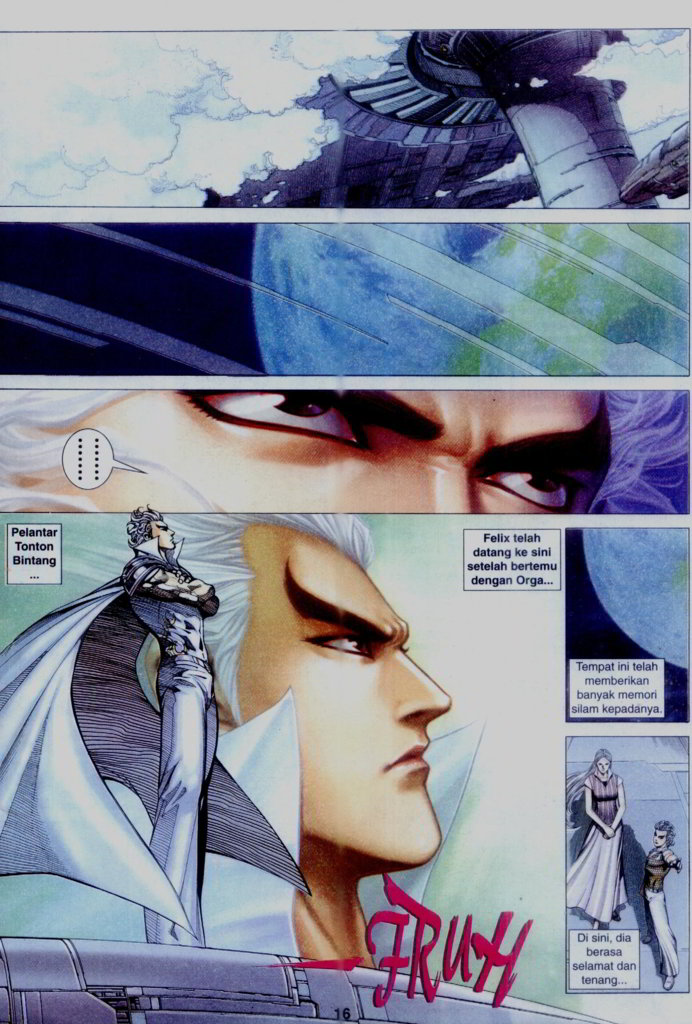 Pelantar
Tonton
Bintang
...
Felix telah
datang ke sini
setelah bertemu
dengan Orga...
Tempat ini telah
memberikan
banyak memori
silam kepadanya.
Di sini, dia
berasa
selamat dan
tenang...
FRUH
16